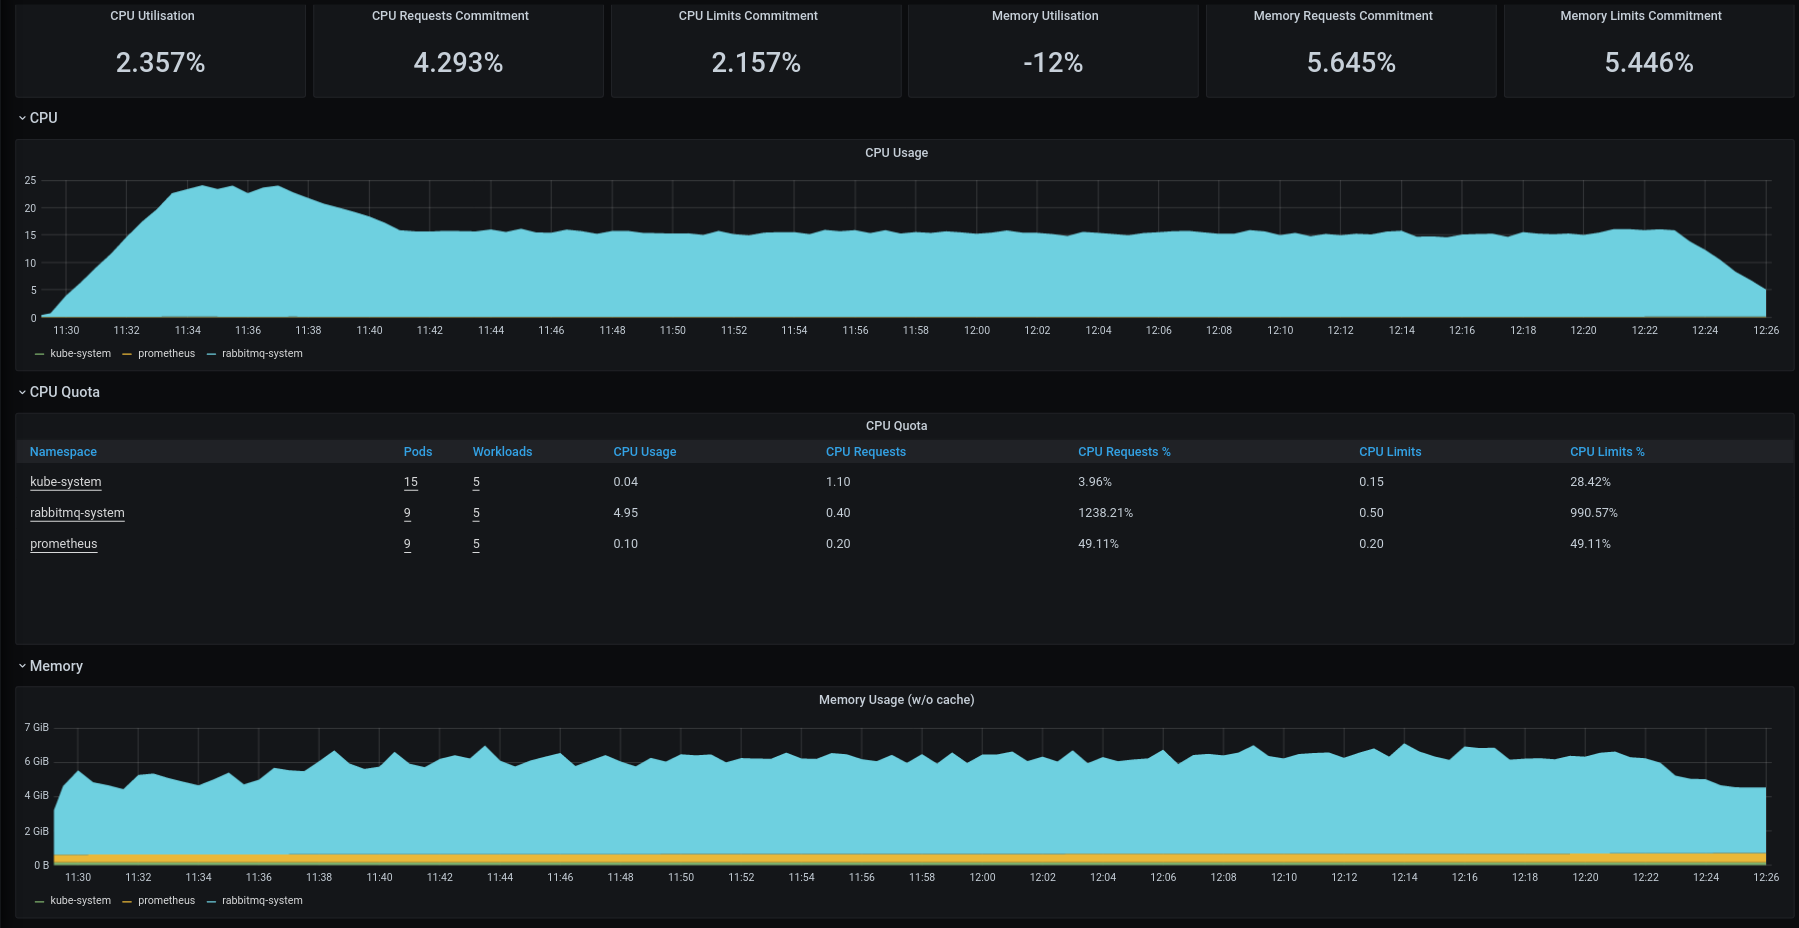 CPU Utilisation CPU Requests Commitment CPU Limits Commitment Memory Utilisation Memory Requests Commitment Memory Limits Commitment
2.357% 4.293% 2.157% -12% 5.645% 5.446%
CPU
CPU Usage
25
20
15
10
5
0
11:30 11:32 11:34 11:36 11:38 11:40 11:42 11:44 11:46 11:48 11:50 11:52 11:54 11:56 11:58 12:00 12:02 12:04 12:06 12:08 12:10 12:12 12:14 12:16 12:18 12:20 12:22 12:24 12:26
kube-system prometheus rabbitmq-system
CPU Quota
CPU Quota
Namespace Pods Workloads CPU Usage CPU Requests CPU Requests % CPU Limits CPU Limits %
kube-system 15 5 0.04 1.10 3.96% 0.15 28.42%
rabbitmq-system 9 5 4.95 0.40 1238.21% 0.50 990.57%
prometheus 9 5 0.10 0.20 49.11% 0.20 49.11%
Memory
Memory Usage (w/o cache)
7 GiB
6 GiB
4 GiB
2 GiB
0 B
11:30 11:32 11:34 11:36 11:38 11:40 11:42 11:44 11:46 11:48 11:50 11:52 11:54 11:56 11:58 12:00 12:02 12:04 12:06 12:08 12:10 12:12 12:14 12:16 12:18 12:20 12:22 12:24 12:26
kube-system prometheus rabbitmq-system